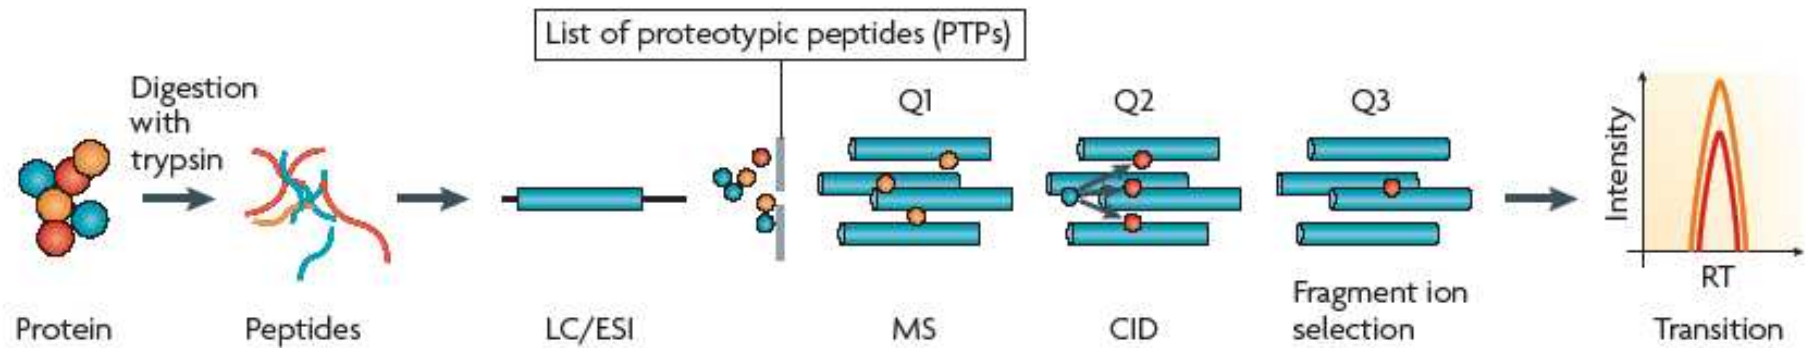 List of proteotypic peptides (PTPs)
Digestion
with
trypsin
Q1
Q2
Q3
Intensity
RT
Protein
Peptides
LC/ESI
MS
CID
Fragment ion
selection
Transition